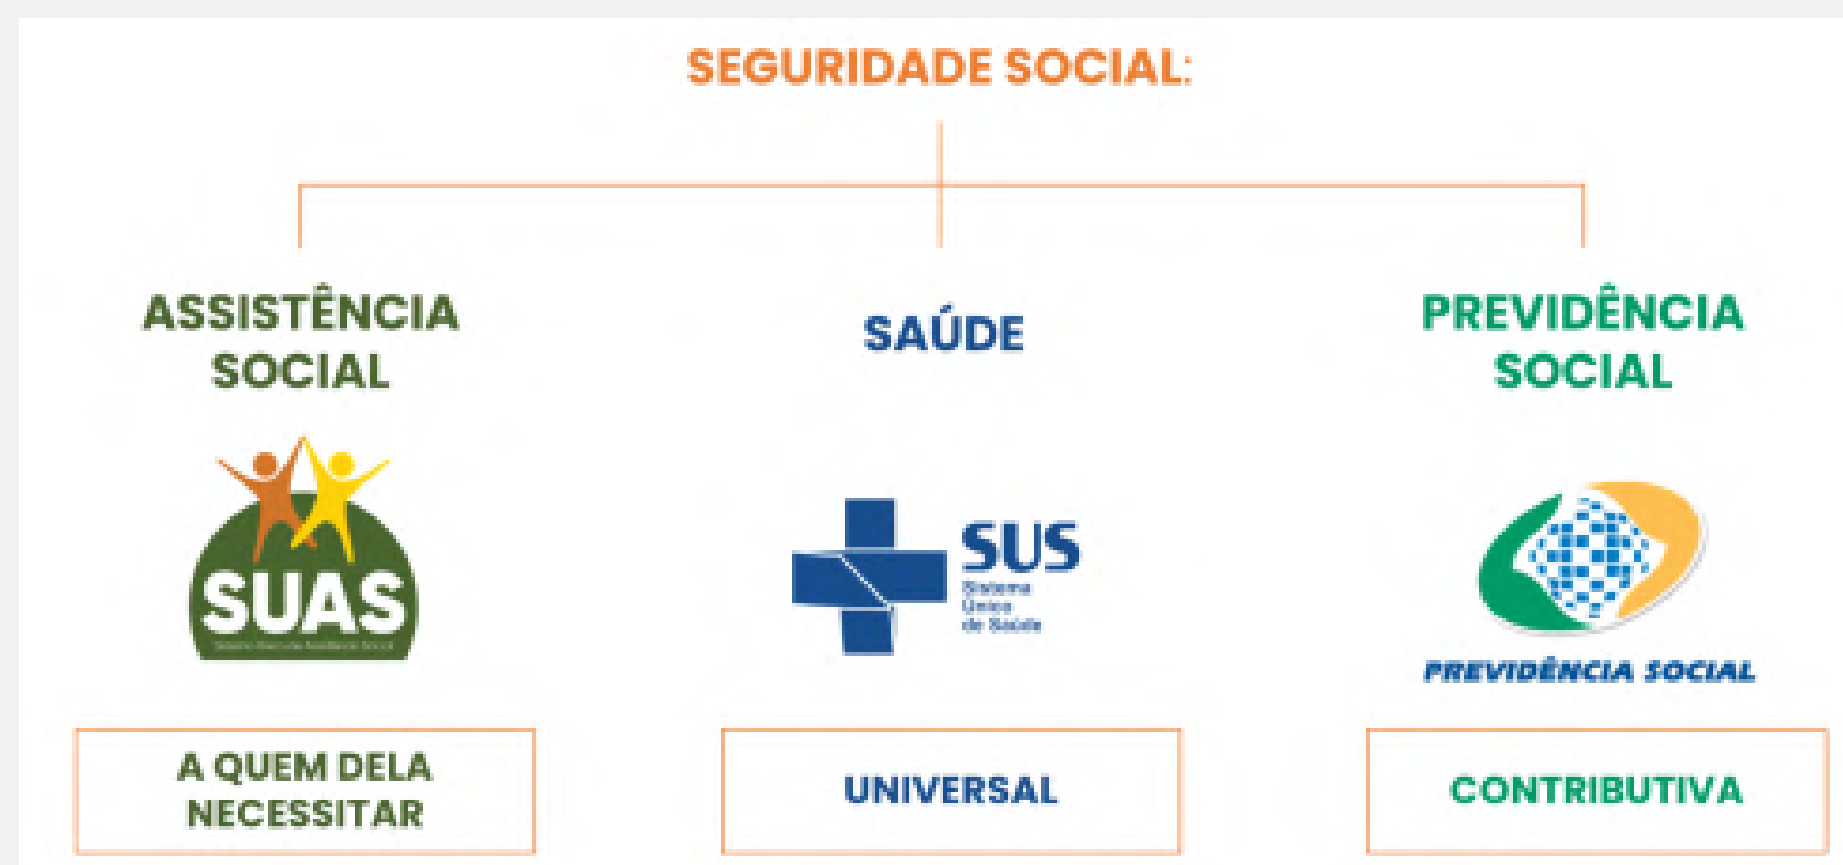 SEGURIDADE SOCIAL:
ASSISTÊNCIA
SOCIAL
SUAS
A QUEM DELA
NECESSITAR
SAÚDE
SUS
Sistema
Único
de Saúde
UNIVERSAL
PREVIDÊNCIA
SOCIAL
PREVIDÊNCIA SOCIAL
CONTRIBUTIVA